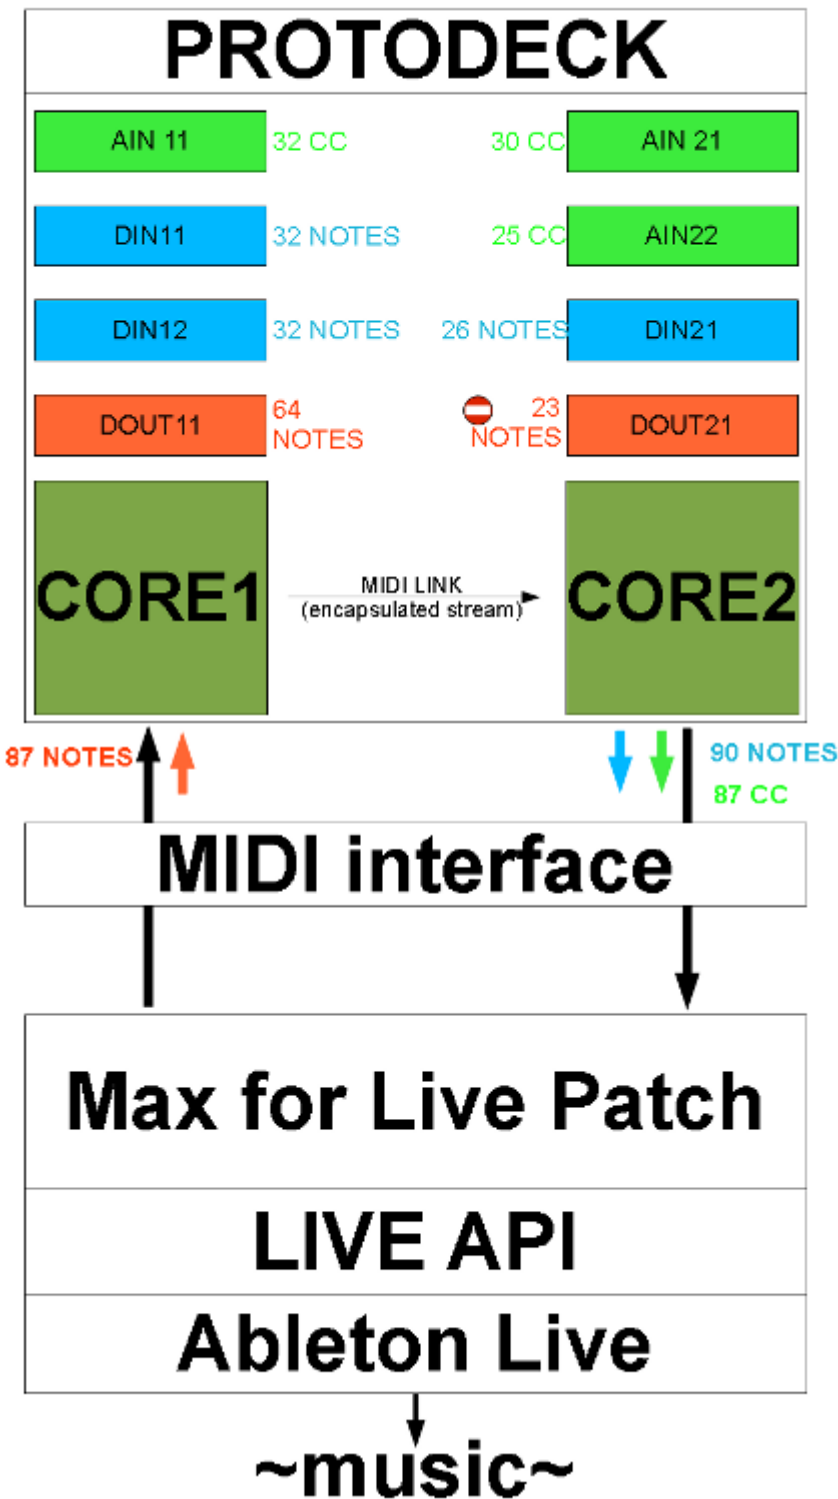 PROTODECK
AIN 11
32 CC
30 CC
AIN 21
DIN11
32 NOTES
25 CC
AIN22
DIN12
32 NOTES
26 NOTES
DIN21
DOUT11
64
NOTES
23
NOTES
DOUT21
CORE1
MIDI LINK
(encapsulated stream)
CORE2
87 NOTES
90 NOTES
87 CC
MIDI interface
Max for Live Patch
LIVE API
Ableton Live
~music~